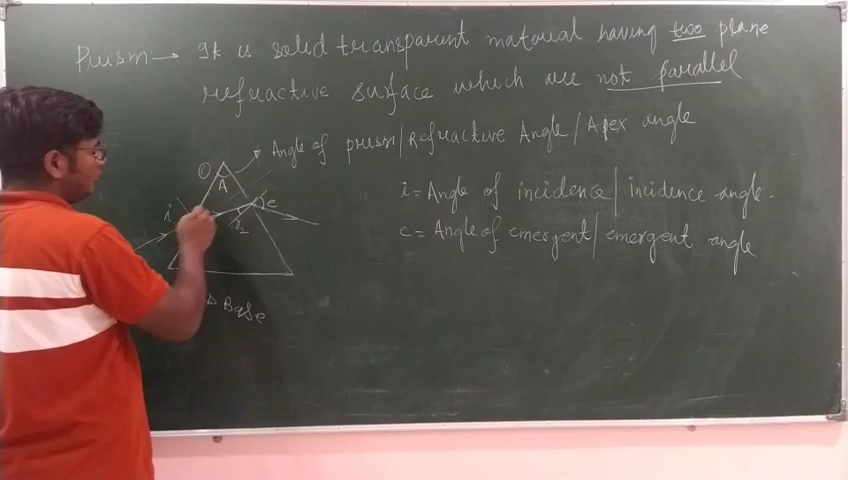 Prism → It is solid transparent material having two plane
refractive surface which are not parallel
Angle of prism/Refractive Angle/Apex angle
A
i = Angle of incidence/incidence angle.
i
e
r₂
e = Angle of emergent/emergent angle
Base